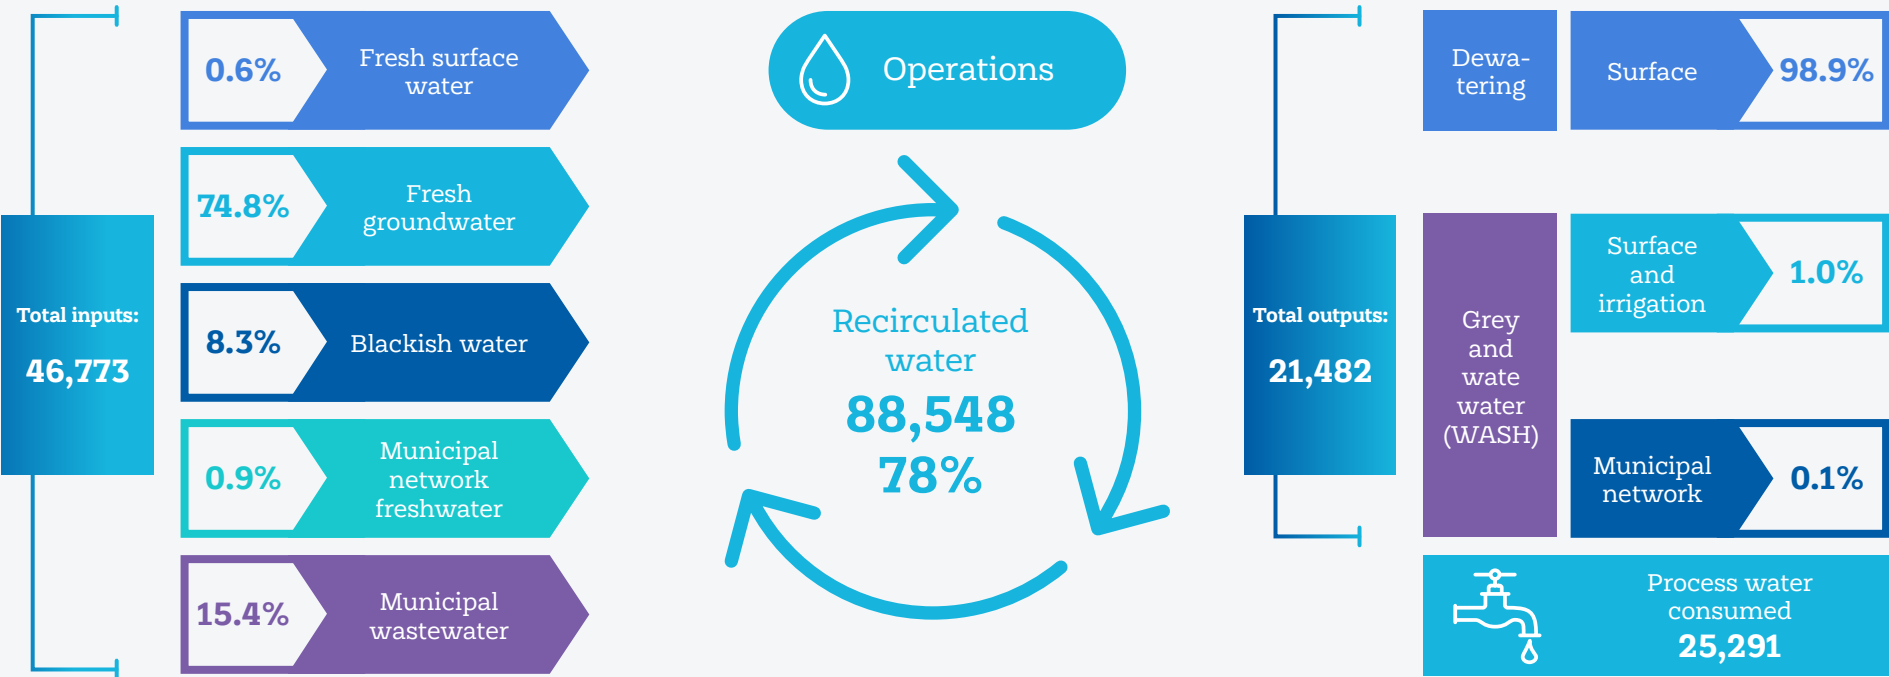 Total inputs:
46,773
0.6%
Fresh surface
water
74.8%
Fresh
groundwater
8.3%
Blackish water
0.9%
Municipal
network
freshwater
15.4%
Municipal
wastewater
Operations
Recirculated
water
88,548
78%
Total outputs:
21,482
Dewa-
tering
Surface
98.9%
Grey
and
wate
water
(WASH)
Surface
and
irrigation
1.0%
Municipal
network
0.1%
Process water
consumed
25,291